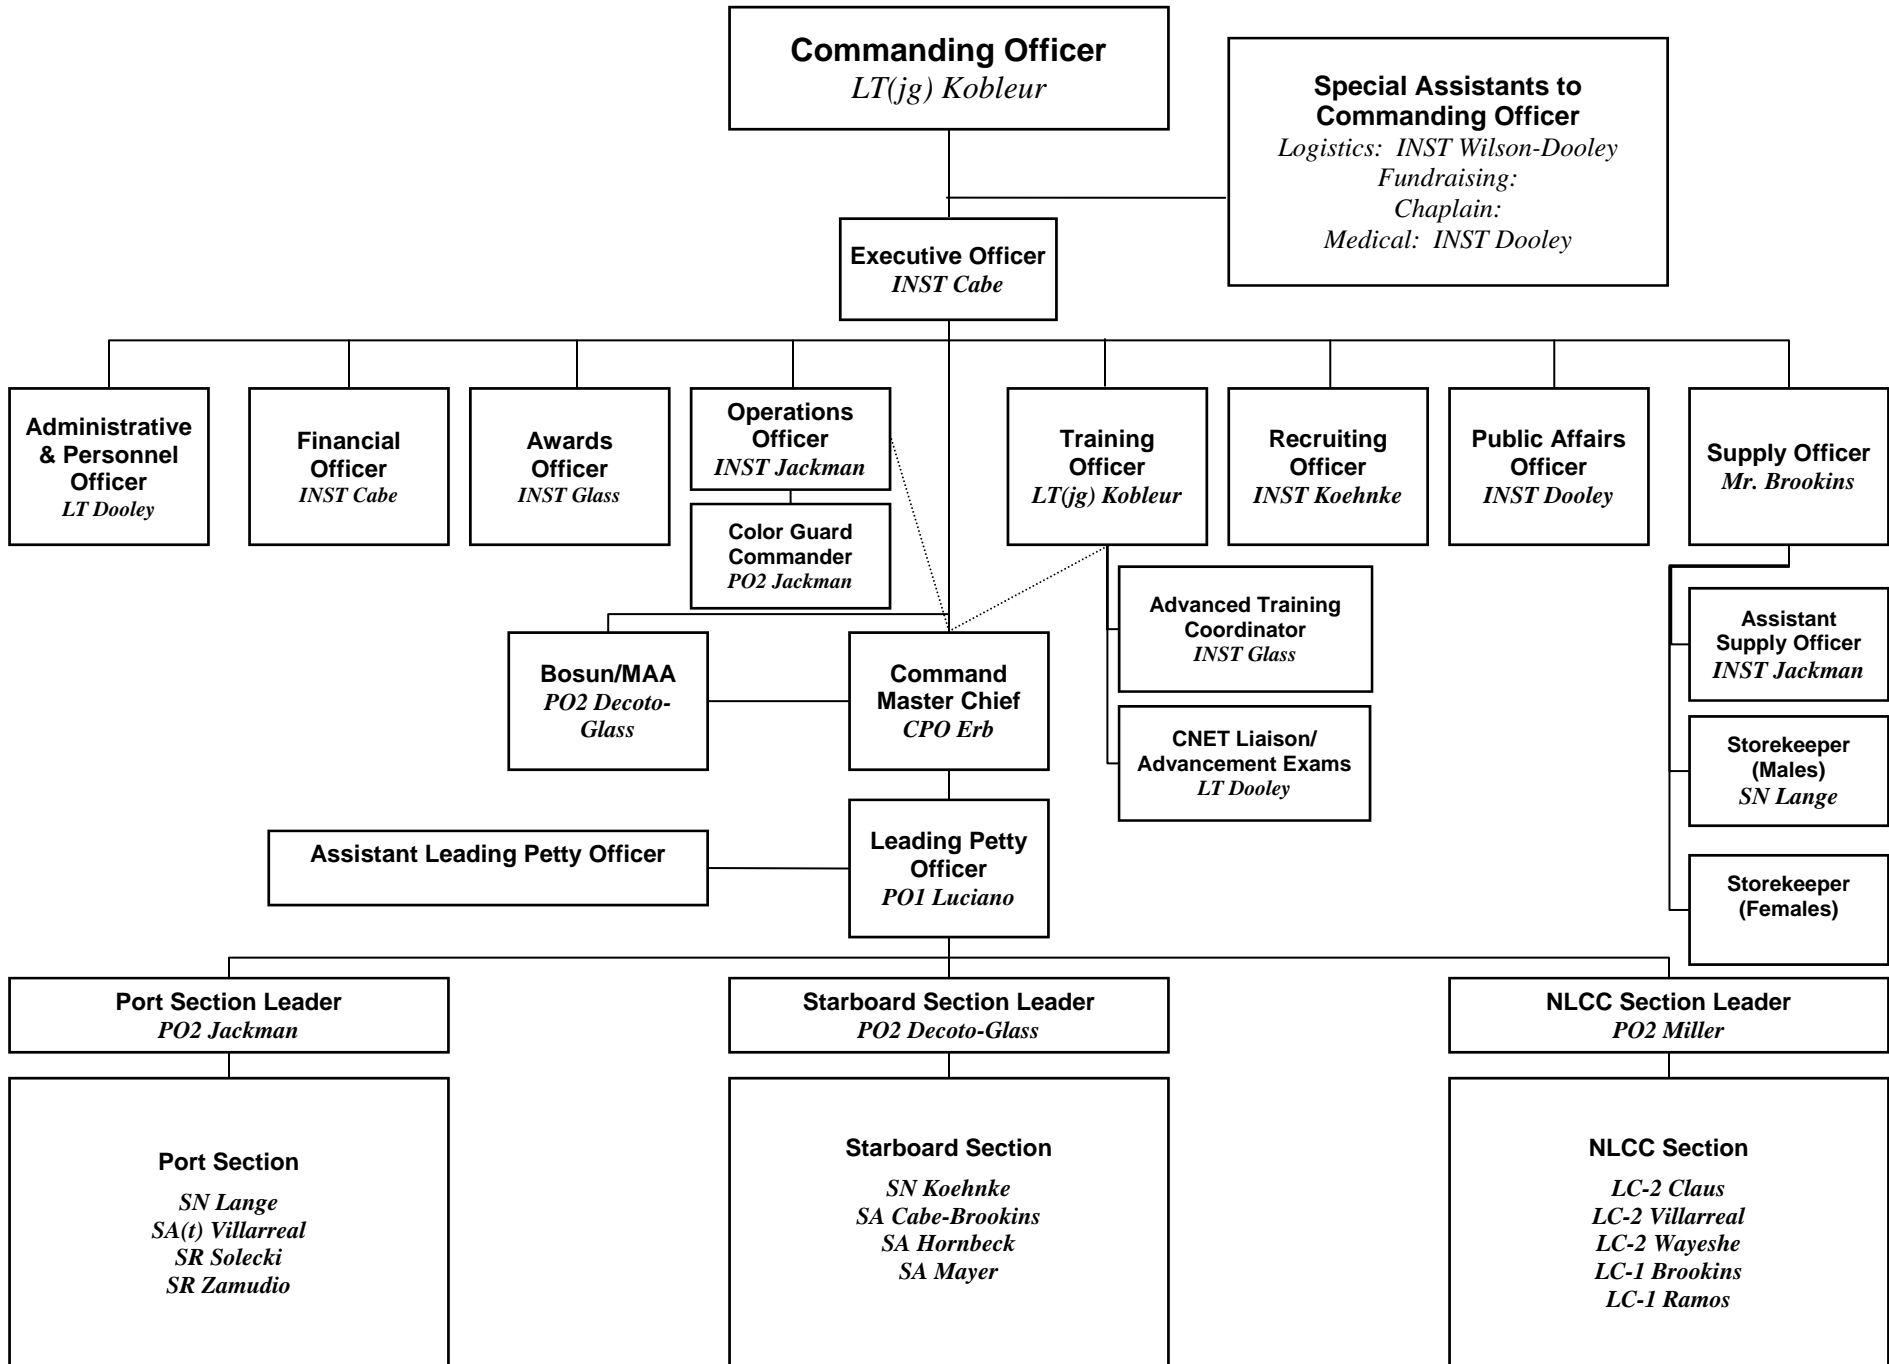 Commanding Officer
LT(jg) Kobleur
Special Assistants to
Commanding Officer
Logistics: INST Wilson-Dooley
Fundraising:
Chaplain:
Medical: INST Dooley
Executive Officer
INST Cabe
Administrative
& Personnel
Officer
LT Dooley
Financial
Officer
INST Cabe
Awards
Officer
INST Glass
Operations
Officer
INST Jackman
Color Guard
Commander
PO2 Jackman
Training
Officer
LT(jg) Kobleur
Recruiting
Officer
INST Koehnke
Public Affairs
Officer
INST Dooley
Supply Officer
Mr. Brookins
Advanced Training
Coordinator
INST Glass
CNET Liaison/
Advancement Exams
LT Dooley
Assistant
Supply Officer
INST Jackman
Storekeeper
(Males)
SN Lange
Storekeeper
(Females)
Bosun/MAA
PO2 Decoto-
Glass
Command
Master Chief
CPO Erb
Assistant Leading Petty Officer
Leading Petty
Officer
PO1 Luciano
Port Section Leader
PO2 Jackman
Starboard Section Leader
PO2 Decoto-Glass
NLCC Section Leader
PO2 Miller
Port Section
SN Lange
SA(t) Villarreal
SR Solecki
SR Zamudio
Starboard Section
SN Koehnke
SA Cabe-Brookins
SA Hornbeck
SA Mayer
NLCC Section
LC-2 Claus
LC-2 Villarreal
LC-2 Wayeshe
LC-1 Brookins
LC-1 Ramos